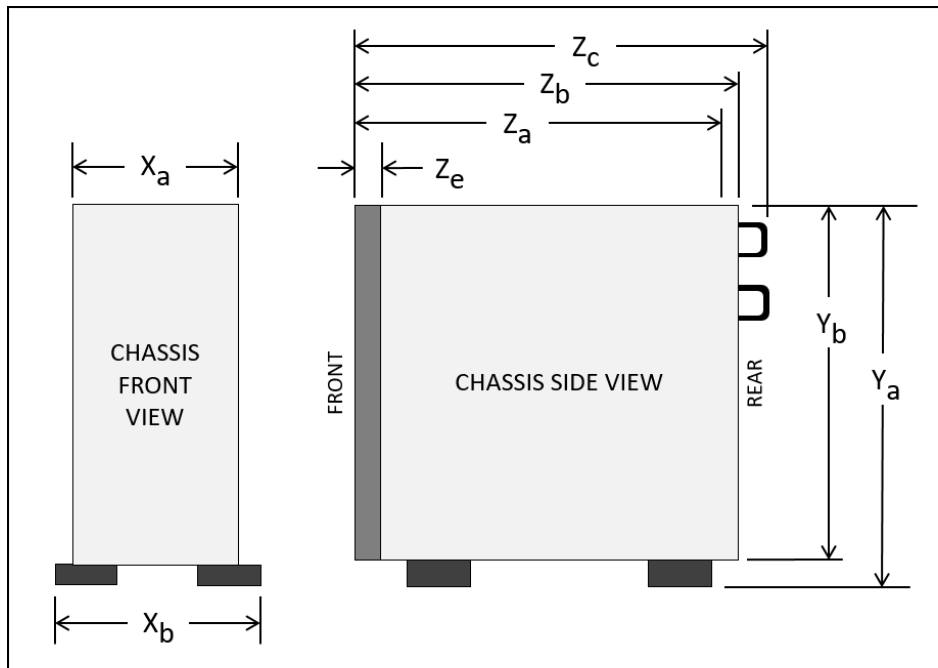 Zc
Zb
Za
Xa
Ze
CHASSIS
FRONT
VIEW
FRONT
CHASSIS SIDE VIEW
REAR
Yb
Ya
Xb